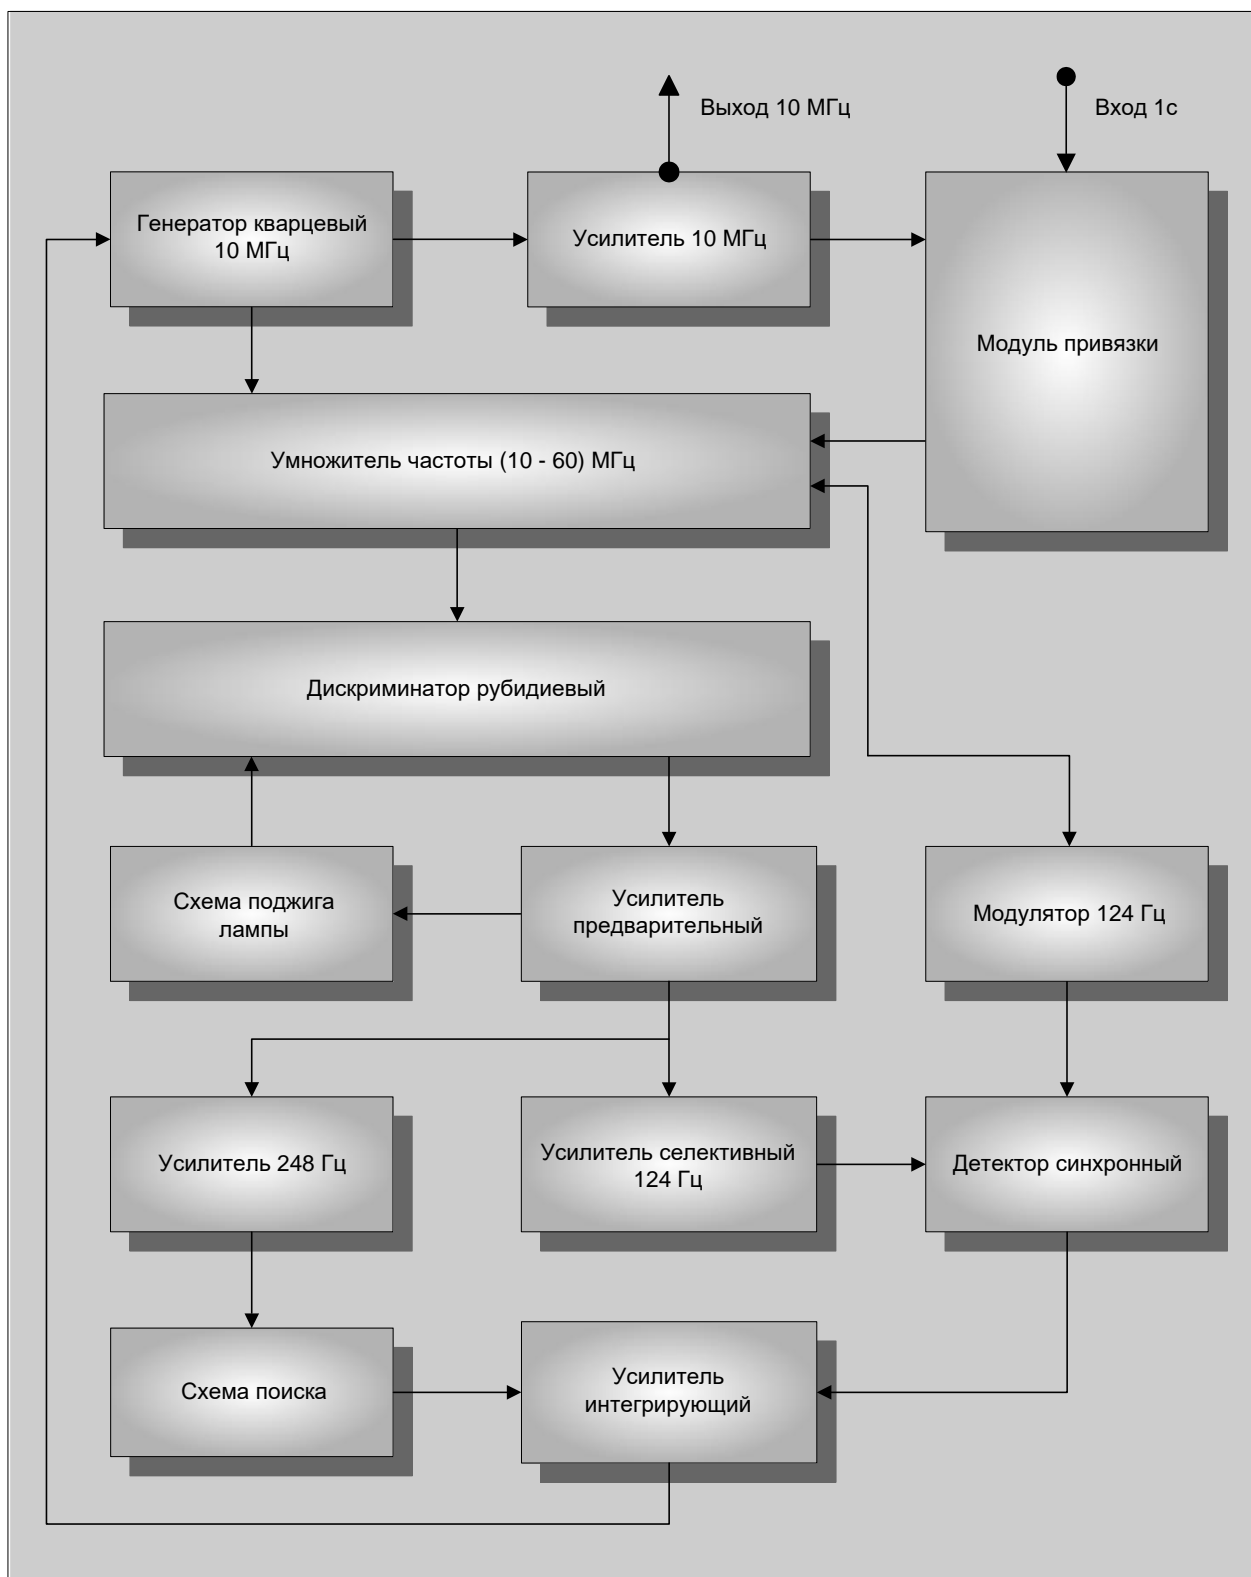 Выход 10 МГц
Вход 1с
Генератор кварцевый
10 МГц
Усилитель 10 МГц
Модуль привязки
Умножитель частоты (10 - 60) МГц
Дискриминатор рубидиевый
Схема поджига
лампы
Усилитель
предварительный
Модулятор 124 Гц
Усилитель 248 Гц
Усилитель селективный
124 Гц
Детектор синхронный
Схема поиска
Усилитель
интегрирующий